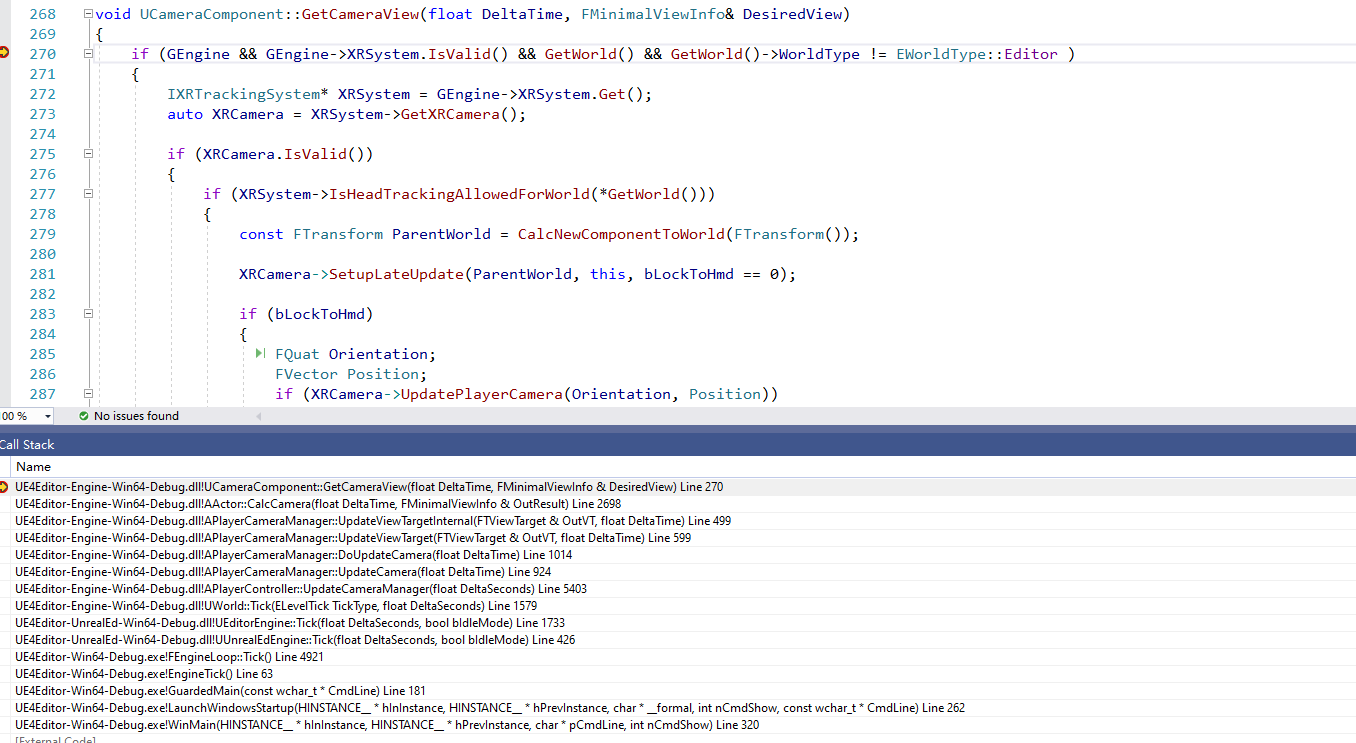 268 void UCameraComponent::GetCameraView(float DeltaTime, FMinimalViewInfo& DesiredView)
269 {
270 if (GEngine && GEngine->XRSystem.IsValid() && GetWorld() && GetWorld()->WorldType != EWorldType::Editor )
271 {
272 IXRTrackingSystem* XRSystem = GEngine->XRSystem.Get();
273 auto XRCamera = XRSystem->GetXRCamera();
274
275 if (XRCamera.IsValid())
276 {
277 if (XRSystem->IsHeadTrackingAllowedForWorld(*GetWorld()))
278 {
279 const FTransform ParentWorld = CalcNewComponentToWorld(FTransform());
280
281 XRCamera->SetupLateUpdate(ParentWorld, this, bLockToHmd == 0);
282
283 if (bLockToHmd)
284 {
285 FQuat Orientation;
286 FVector Position;
287 if (XRCamera->UpdatePlayerCamera(Orientation, Position))
00 % No issues found
Call Stack
Name
UE4Editor-Engine-Win64-Debug.dll!UCameraComponent::GetCameraView(float DeltaTime, FMinimalViewInfo & DesiredView) Line 270
UE4Editor-Engine-Win64-Debug.dll!AActor::CalcCamera(float DeltaTime, FMinimalViewInfo & OutResult) Line 2698
UE4Editor-Engine-Win64-Debug.dll!APlayerCameraManager::UpdateViewTargetInternal(FTViewTarget & OutVT, float DeltaTime) Line 499
UE4Editor-Engine-Win64-Debug.dll!APlayerCameraManager::UpdateViewTarget(FTViewTarget & OutVT, float DeltaTime) Line 599
UE4Editor-Engine-Win64-Debug.dll!APlayerCameraManager::DoUpdateCamera(float DeltaTime) Line 1014
UE4Editor-Engine-Win64-Debug.dll!APlayerCameraManager::UpdateCamera(float DeltaTime) Line 924
UE4Editor-Engine-Win64-Debug.dll!APlayerController::UpdateCameraManager(float DeltaSeconds) Line 5403
UE4Editor-Engine-Win64-Debug.dll!UWorld::Tick(ELevelTick TickType, float DeltaSeconds) Line 1579
UE4Editor-UnrealEd-Win64-Debug.dll!UEditorEngine::Tick(float DeltaSeconds, bool bIdleMode) Line 1733
UE4Editor-UnrealEd-Win64-Debug.dll!UUnrealEdEngine::Tick(float DeltaSeconds, bool bIdleMode) Line 426
UE4Editor-Win64-Debug.exe!FEngineLoop::Tick() Line 4921
UE4Editor-Win64-Debug.exe!EngineTick() Line 63
UE4Editor-Win64-Debug.exe!GuardedMain(const wchar_t * CmdLine) Line 181
UE4Editor-Win64-Debug.exe!LaunchWindowsStartup(HINSTANCE__ * hInInstance, HINSTANCE__ * hPrevInstance, char * __formal, int nCmdShow, const wchar_t * CmdLine) Line 262
UE4Editor-Win64-Debug.exe!WinMain(HINSTANCE__ * hInInstance, HINSTANCE__ * hPrevInstance, char * pCmdLine, int nCmdShow) Line 320
[External Code]